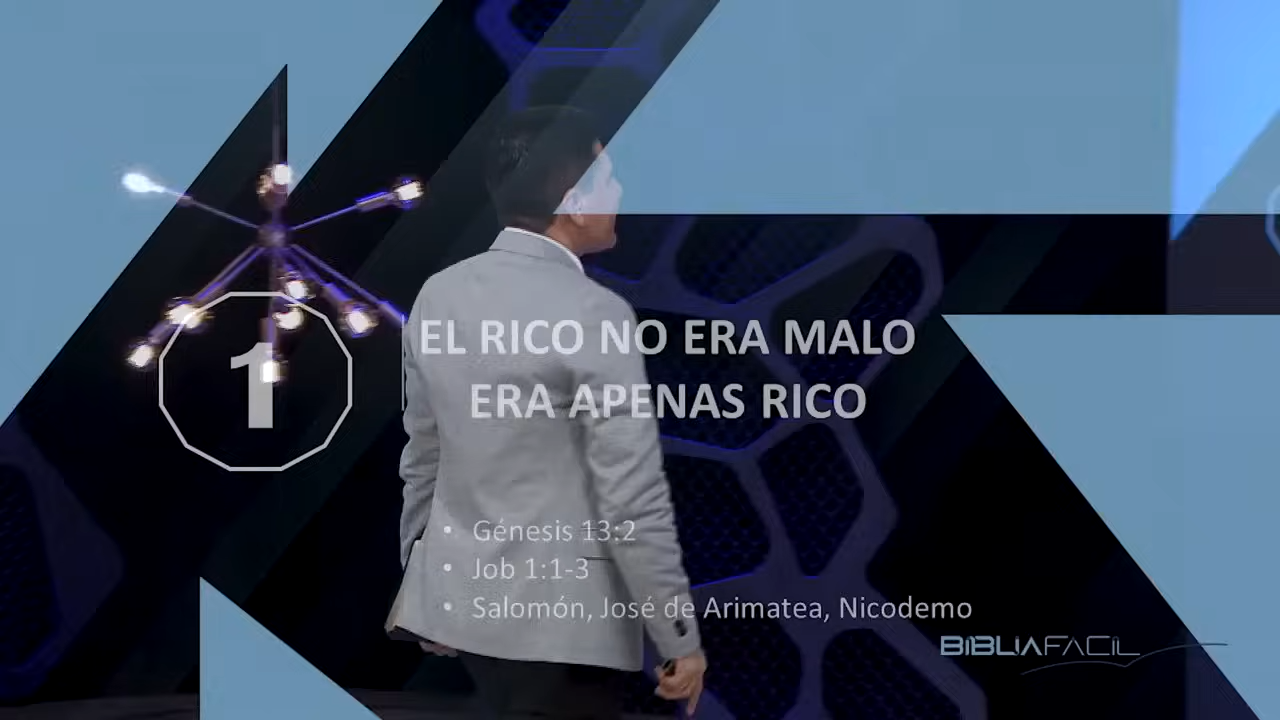 1
EL RICO NO ERA MALO
ERA APENAS RICO
• Génesis 13:2
• Job 1:1-3
• Salomón, José de Arimatea, Nicodemo
BIBLIAFACIL